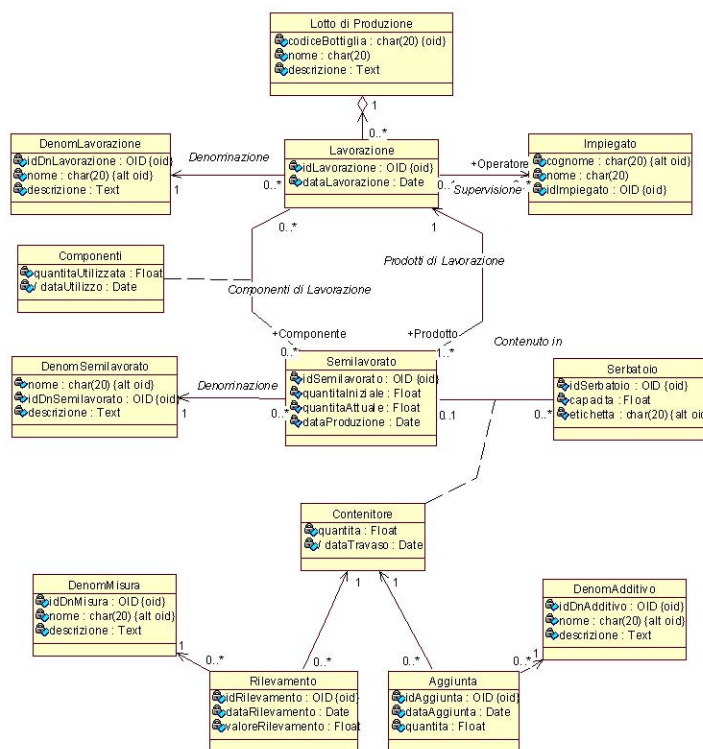 Lotto di Produzione
codiceBottiglia : char(20) {oid}
nome : char(20)
descrizione : Text
1
0..*
DenomLavorazione
idDnLavorazione : OID {oid}
nome : char(20) {alt oid}
descrizione : Text
Denominazione
1
0..*
Lavorazione
idLavorazione : OID {oid}
dataLavorazione : Date
+Operatore
Supervisione
Impiegato
cognome : char(20) {alt oid}
nome : char(20)
idImpiegato : OID {oid}
0..*
1
Componenti
quantitaUtilizzata : Float
/ dataUtilizzo : Date
Componenti di Lavorazione
Prodotti di Lavorazione
+Componente
0..*
+Prodotto
1..*
Contenuto in
DenomSemilavorato
nome : char(20) {alt oid}
idDnSemilavorato : OID {oid}
descrizione : Text
Denominazione
1
0..*
Semilavorato
idSemilavorato : OID {oid}
quantitaIniziale : Float
quantitaAttuale : Float
dataProduzione : Date
0.1
0..*
Serbatoio
idSerbatoio : OID {oid}
capacita : Float
etichetta : char(20) {alt oid
Contenitore
quantita : Float
/ dataTravaso : Date
1
1
DenomMisura
idDnMisura : OID {oid}
nome : char(20) {alt oid}
descrizione : Text
1
0..*
0..*
DenomAdditivo
idDnAdditivo : OID {oid}
nome : char(20) {alt oid}
descrizione : Text
1
0..*
0..*
Rilevamento
idRilevamento : OID {oid}
dataRilevamento : Date
valoreRilevamento : Float
Aggiunta
idAggiunta : OID {oid}
dataAggiunta : Date
quantita : Float